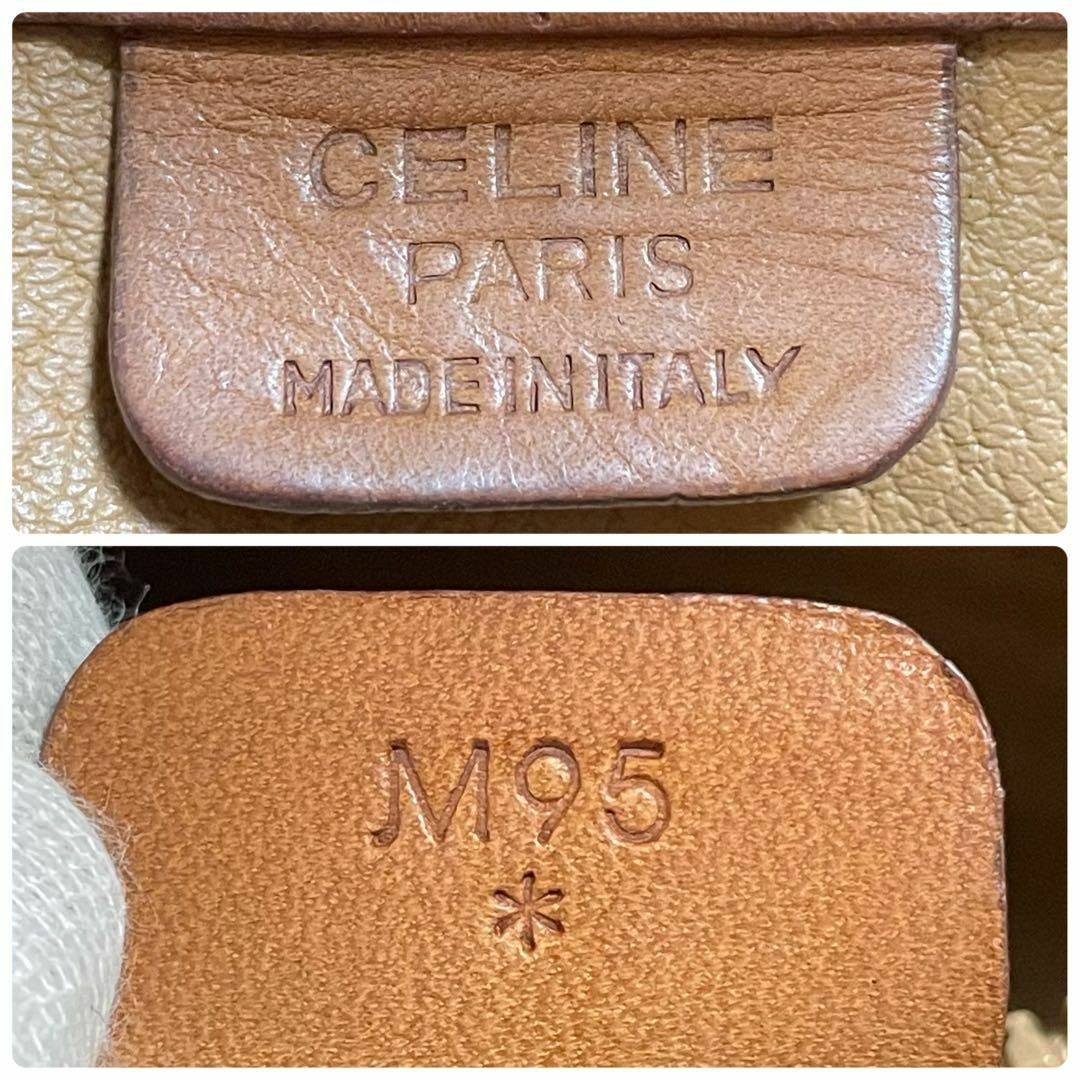 CELINE
PARIS
MADE IN ITALY
M95
*